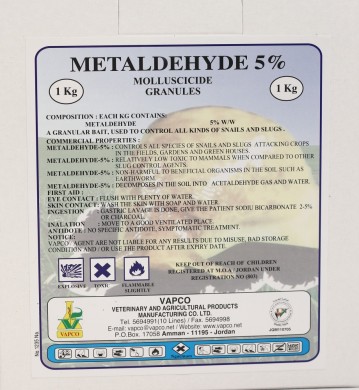 METALDEHYDE 5%
MOLLUSCICIDE
GRANULES
1 Kg
1 Kg
COMPOSITION : EACH KG CONTAINS:
METALDEHYDE 5% W/W
A GRANULAR BAIT, USED TO CONTROL ALL KINDS OF SNAILS AND SLUGS.
COMMERCIAL PROPERTIES :
METALDEHYDE-5% : CONTROLS ALL SPECIES OF SNAILS AND SLUGS ATTACKING CROPS
IN THE FIELDS, GARDENS AND GREEN HOUSES.
METALDEHYDE-5% : RELATIVELY LOW TOXIC TO MAMMALS WHEN COMPARED TO OTHER
SLUG CONTROL AGENTS.
METALDEHYDE-5% : NON-HARMFUL TO BENEFICIAL ORGANISMS IN THE SOIL SUCH AS
EARTHWORM.
METALDEHYDE-5% : DECOMPOSES IN THE SOIL INTO ACETALDEHYDE GAS AND WATER.
FIRST AID :
EYE CONTACT : FLUSH WITH PLENTY OF WATER.
SKIN CONTACT: WASH THE SKIN WITH SOAP AND WATER.
INGESTION : GASTRIC LAVAGE IS DONE, GIVE THE PATIENT SODIU BICARBONATE 2-5%
OR CHARCOAL.
INHALATION : MOVE TO A GOOD VENTILATED PLACE.
ANTIDOTE : NO SPECIFIC ANTIDOTE, SYMPTOMATIC TREATMENT.
NOTICE:
VAPCO' AGENT ARE NOT LIABLE FOR ANY RESULTS DUE TO MISUSE, BAD STORAGE
CONDITION AND : OR USE THE PRODUCT AFTER EXPIRY DATE.
KEEP OUT OF REACH OF CHILDREN
REGISTERED AT M.O.A / JORDAN UNDER
REGISTRATION NO (803)
EXPLOSIVE
TOXIC
FLAMMABLE
SLIGHTLY
VAPCO
VETERINARY AND AGRICULTURAL PRODUCTS
MANUFACTURING CO. LTD.
Tel. 5694991(10 Lines) / Fax. 5694998
E-mail: vapco@vapco.net / Website: www.vapco.net
P.O.Box. 17058 Amman - 11195 - Jordan
VAPCO